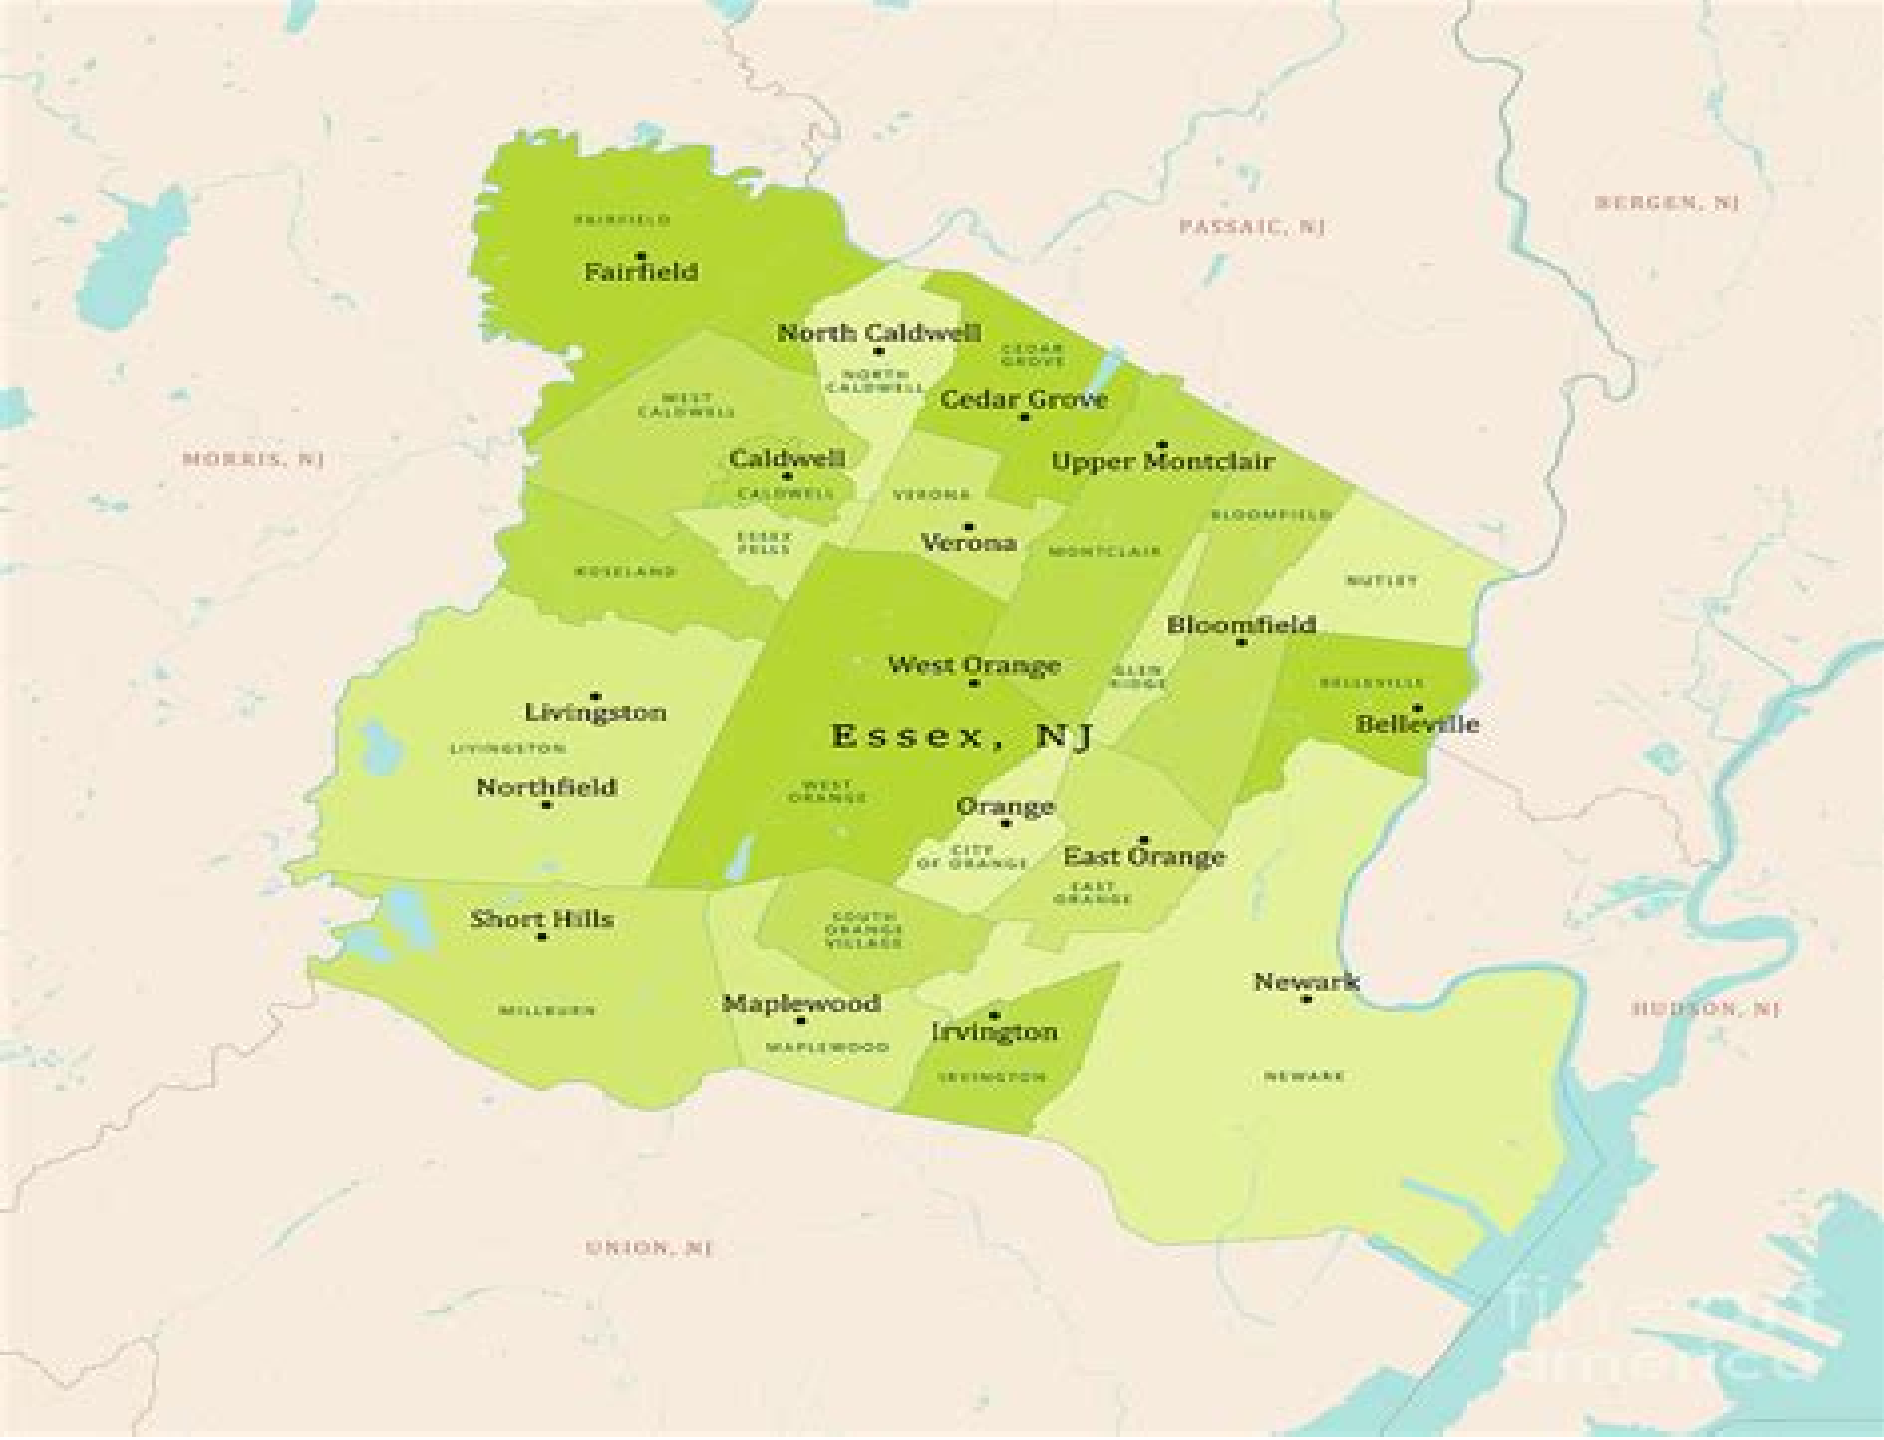 BERGEN, NJ
PASSAIC, NJ
FAIRFIELD
Fairfield
North Caldwell
CEDAR
GROVE
NORTH
CALDWELL
WEST
CALDWELL
Cedar Grove
MORRIS, NJ
Caldwell
CALDWELL
Upper Montclair
VERONA
Verona
BLOOMFIELD
ESSEX
FELLS
MONTCLAIR
ROSELAND
NUTLEY
Bloomfield
West Orange
GLEN
RIDGE
BELLEVILLE
Belleville
Livingston
LIVINGSTON
Essex, NJ
Northfield
WEST
ORANGE
Orange
CITY
OF ORANGE
East Orange
EAST
ORANGE
Short Hills
SOUTH
ORANGE
VILLAGE
Newark
Maplewood
MILLBURN
HUDSON, NJ
Irvington
MAPLEWOOD
IRVINGTON
NEWARK
UNION, NJ
america